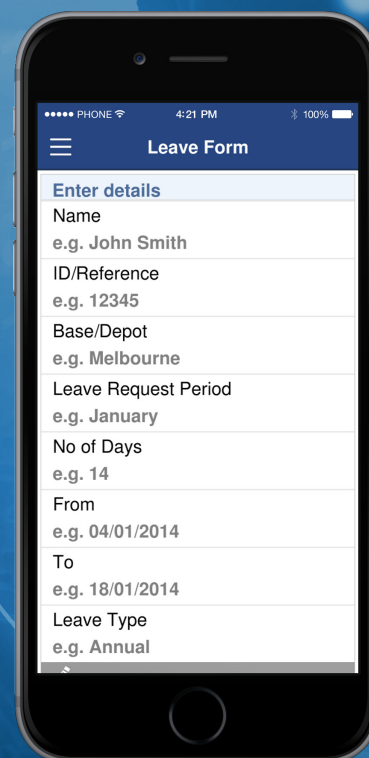 PHONE 4:21 PM 100%
Leave Form
Enter details
Name
e.g. John Smith
ID/Reference
e.g. 12345
Base/Depot
e.g. Melbourne
Leave Request Period
e.g. January
No of Days
e.g. 14
From
e.g. 04/01/2014
To
e.g. 18/01/2014
Leave Type
e.g. Annual